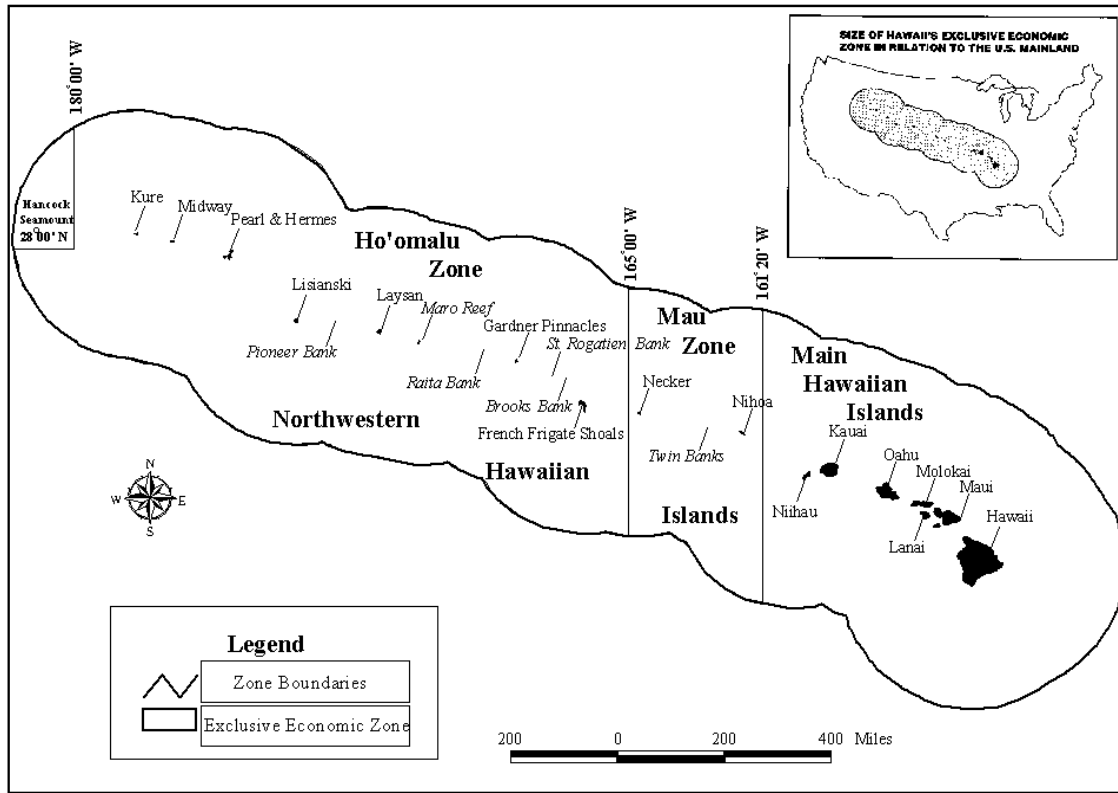 SIZE OF HAWAII'S EXCLUSIVE ECONOMIC
ZONE IN RELATION TO THE U.S. MAINLAND
180°00' W
Hancock
Seamount
28°00' N
Kure
Midway
Pearl & Hermes
Ho'omalu
Zone
165°00' W
161°20' W
Lisianski
Laysan
Maro Reef
Gardner Pinnacles
St. Rogatien Bank
Pioneer Bank
Raita Bank
Brooks Bank
French Frigate Shoals
Mau
Zone
Necker
Nihoa
Twin Banks
Main
Hawaiian
Islands
Northwestern
Hawaiian
Islands
Kauai
Oahu
Molokai
Maui
Niihau
Lanai
Hawaii
N
W
E
S
Legend
Zone Boundaries
Exclusive Economic Zone
200
0
200
400
Miles